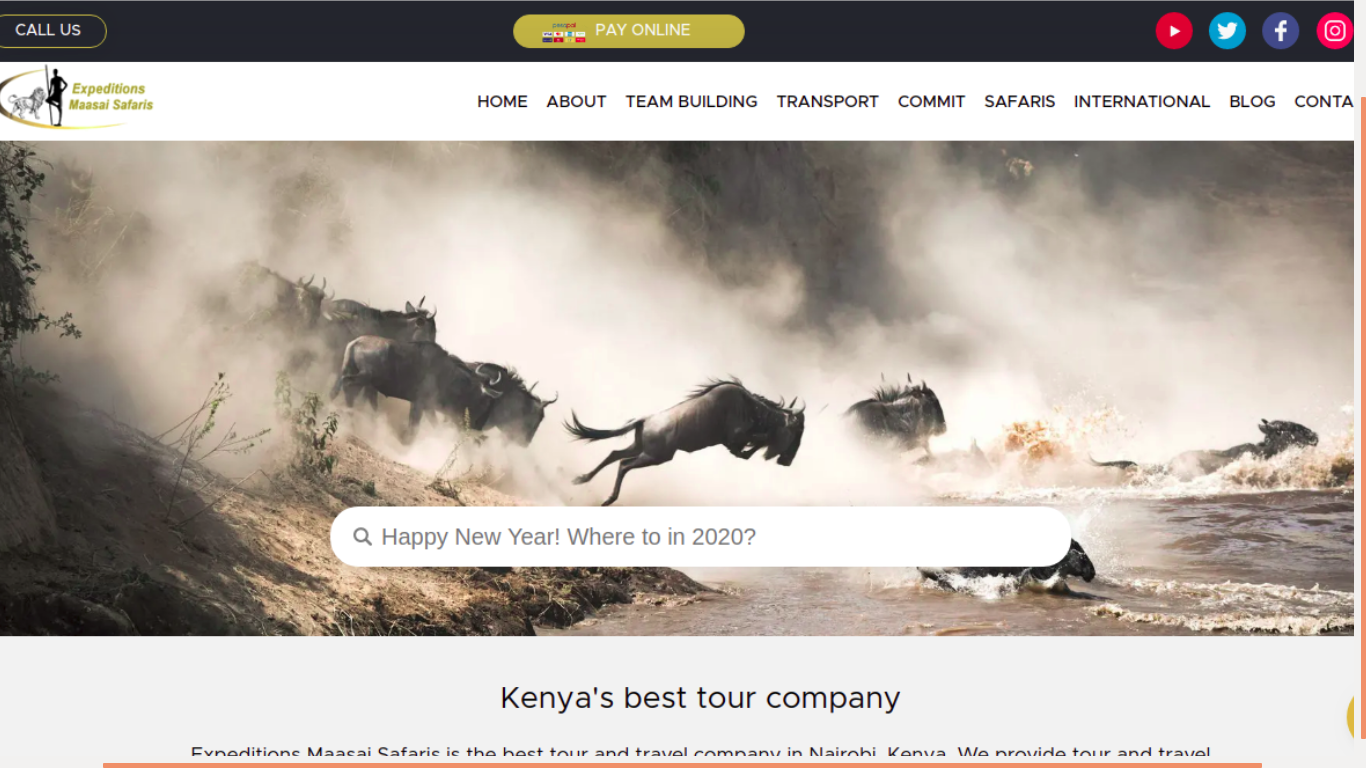 CALL US
pesapal PAY ONLINE
Expeditions
Maasai Safaris
HOME ABOUT TEAM BUILDING TRANSPORT COMMIT SAFARIS INTERNATIONAL BLOG CONTA
Happy New Year! Where to in 2020?
Kenya's best tour company
Expeditions Maasai Safaris is the best tour and travel company in Nairobi, Kenya. We provide tour and travel